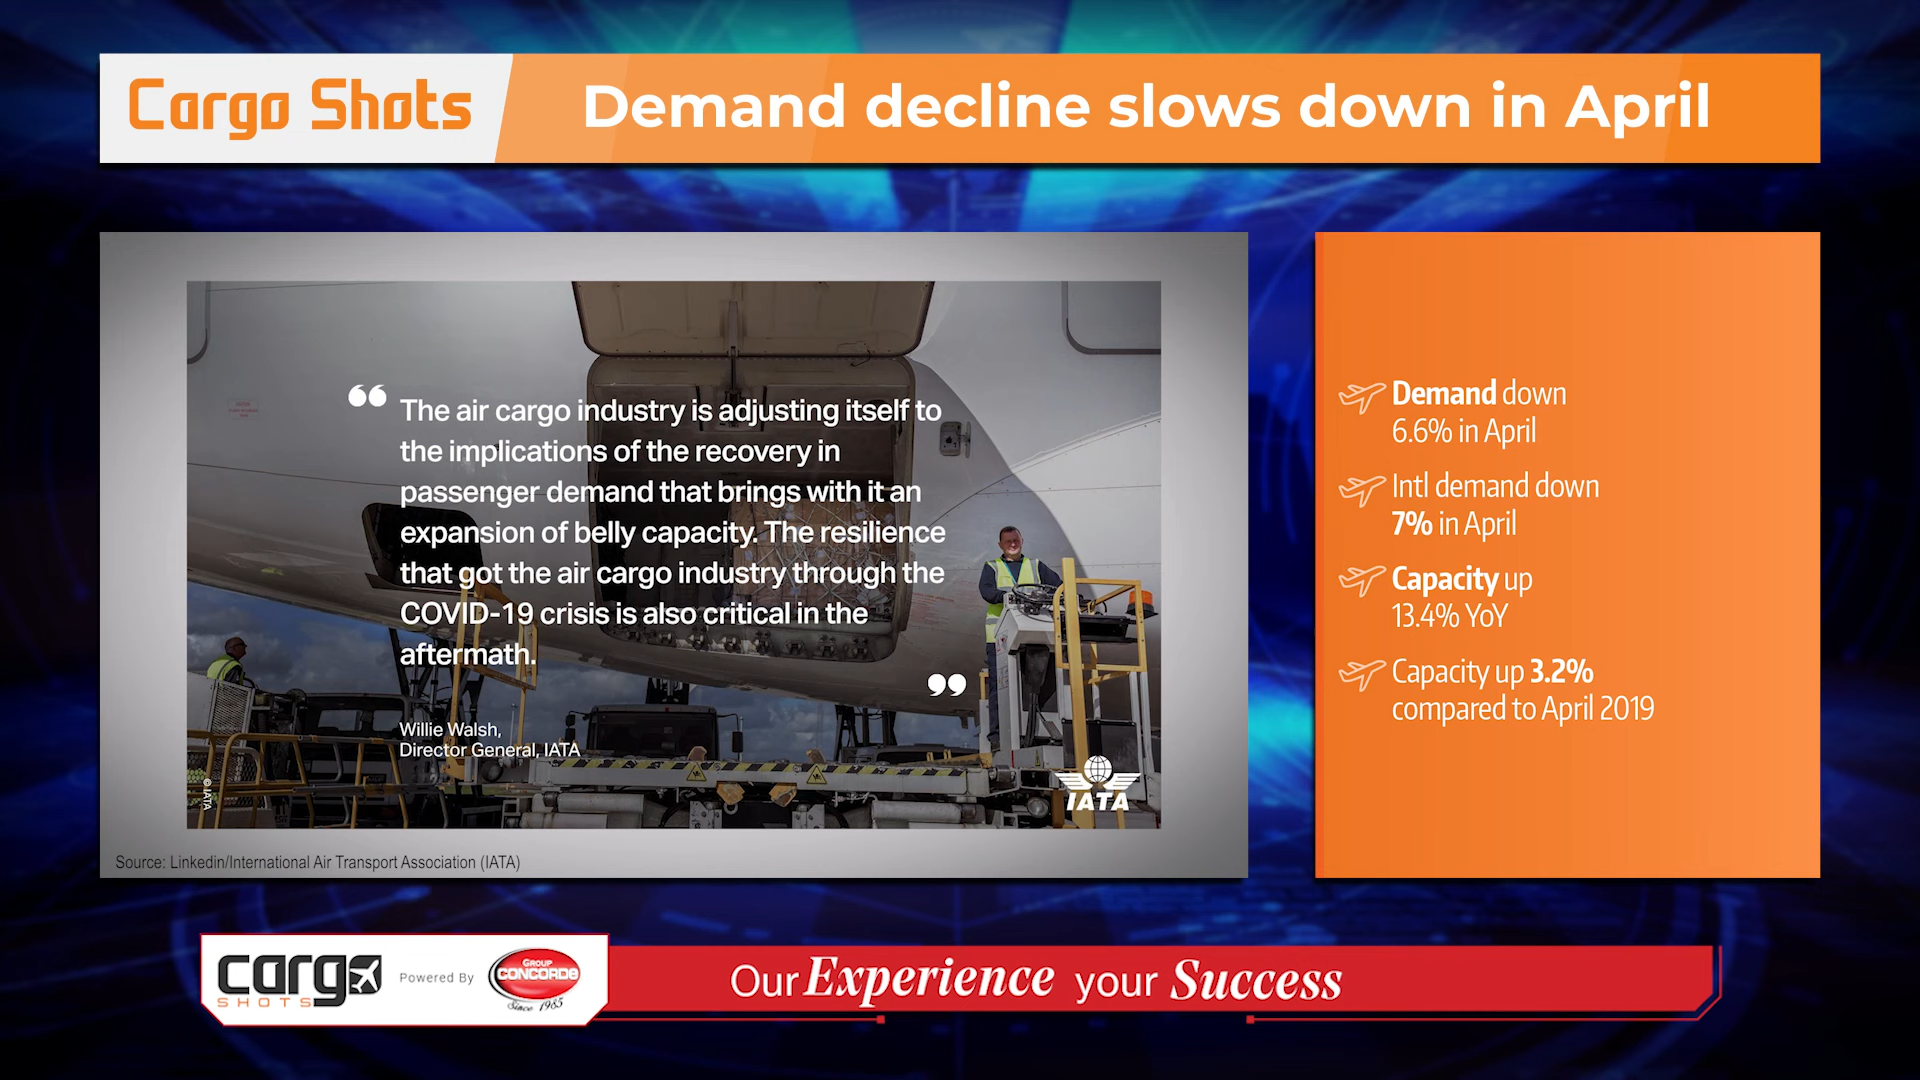 Cargo Shots
Demand decline slows down in April
“
The air cargo industry is adjusting itself to
the implications of the recovery in
passenger demand that brings with it an
expansion of belly capacity. The resilience
that got the air cargo industry through the
COVID-19 crisis is also critical in the
aftermath.
”
Willie Walsh,
Director General, IATA
© IATA
IATA
Source: Linkedin/International Air Transport Association (IATA)
Demand down
6.6% in April
Intl demand down
7% in April
Capacity up
13.4% YoY
Capacity up 3.2%
compared to April 2019
cargo
SHOTS
Powered By
GROUP
CONCORDE
Since 1985
Our Experience your Success